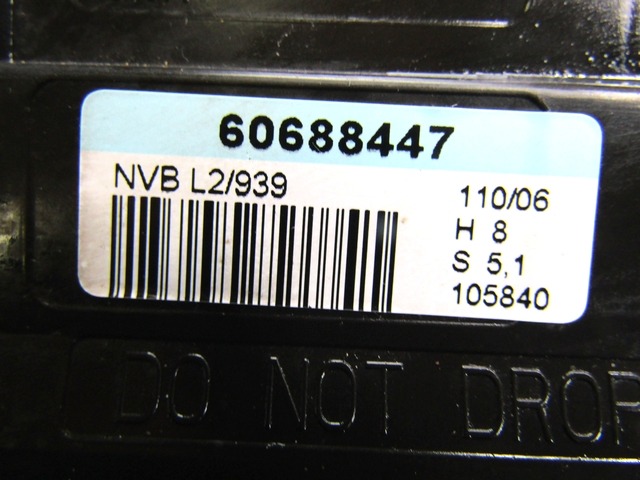 60688447
NVB L2/939
110/06
H 8
S 5,1
105840
DO NOT DROP